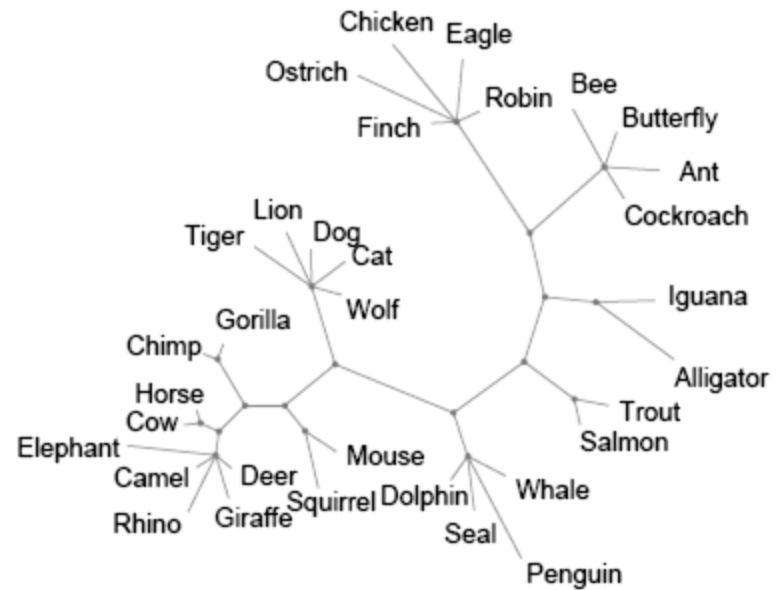 Chicken
Eagle
Ostrich
Robin
Finch
Bee
Butterfly
Ant
Cockroach
Lion
Dog
Tiger
Cat
Wolf
Iguana
Gorilla
Chimp
Alligator
Horse
Cow
Trout
Salmon
Elephant
Mouse
Camel
Deer
Squirrel
Dolphin
Whale
Rhino
Giraffe
Seal
Penguin